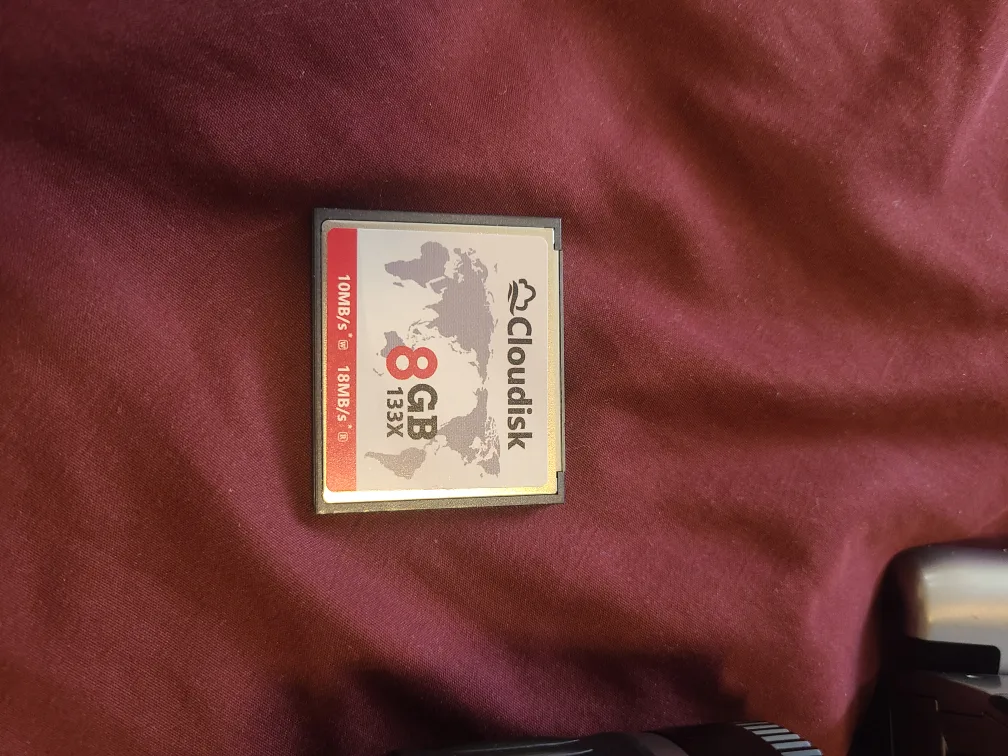 Cloudisk
8GB
133X
10MB/s* W 18MB/s* R